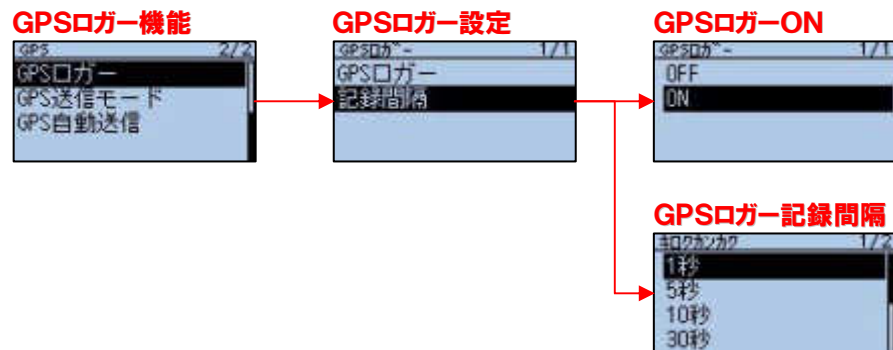 GPSロガー機能
GPS 2/2
GPSロガー
GPS送信モード
GPS自動送信
GPSロガー設定
GPSロガー 1/1
GPSロガー
記録間隔
GPSロガーON
GPSロガー 1/1
OFF
ON
GPSロガー記録間隔
キロクカンカク 1/2
1秒
5秒
10秒
30秒